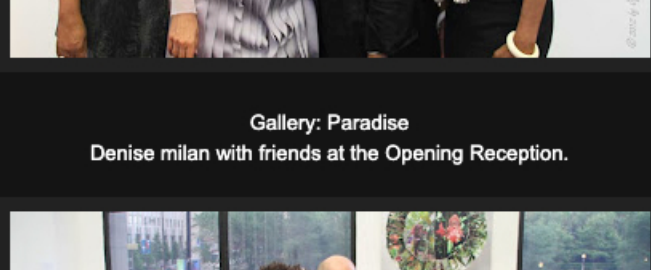 Gallery: Paradise
Denise milan with friends at the Opening Reception.